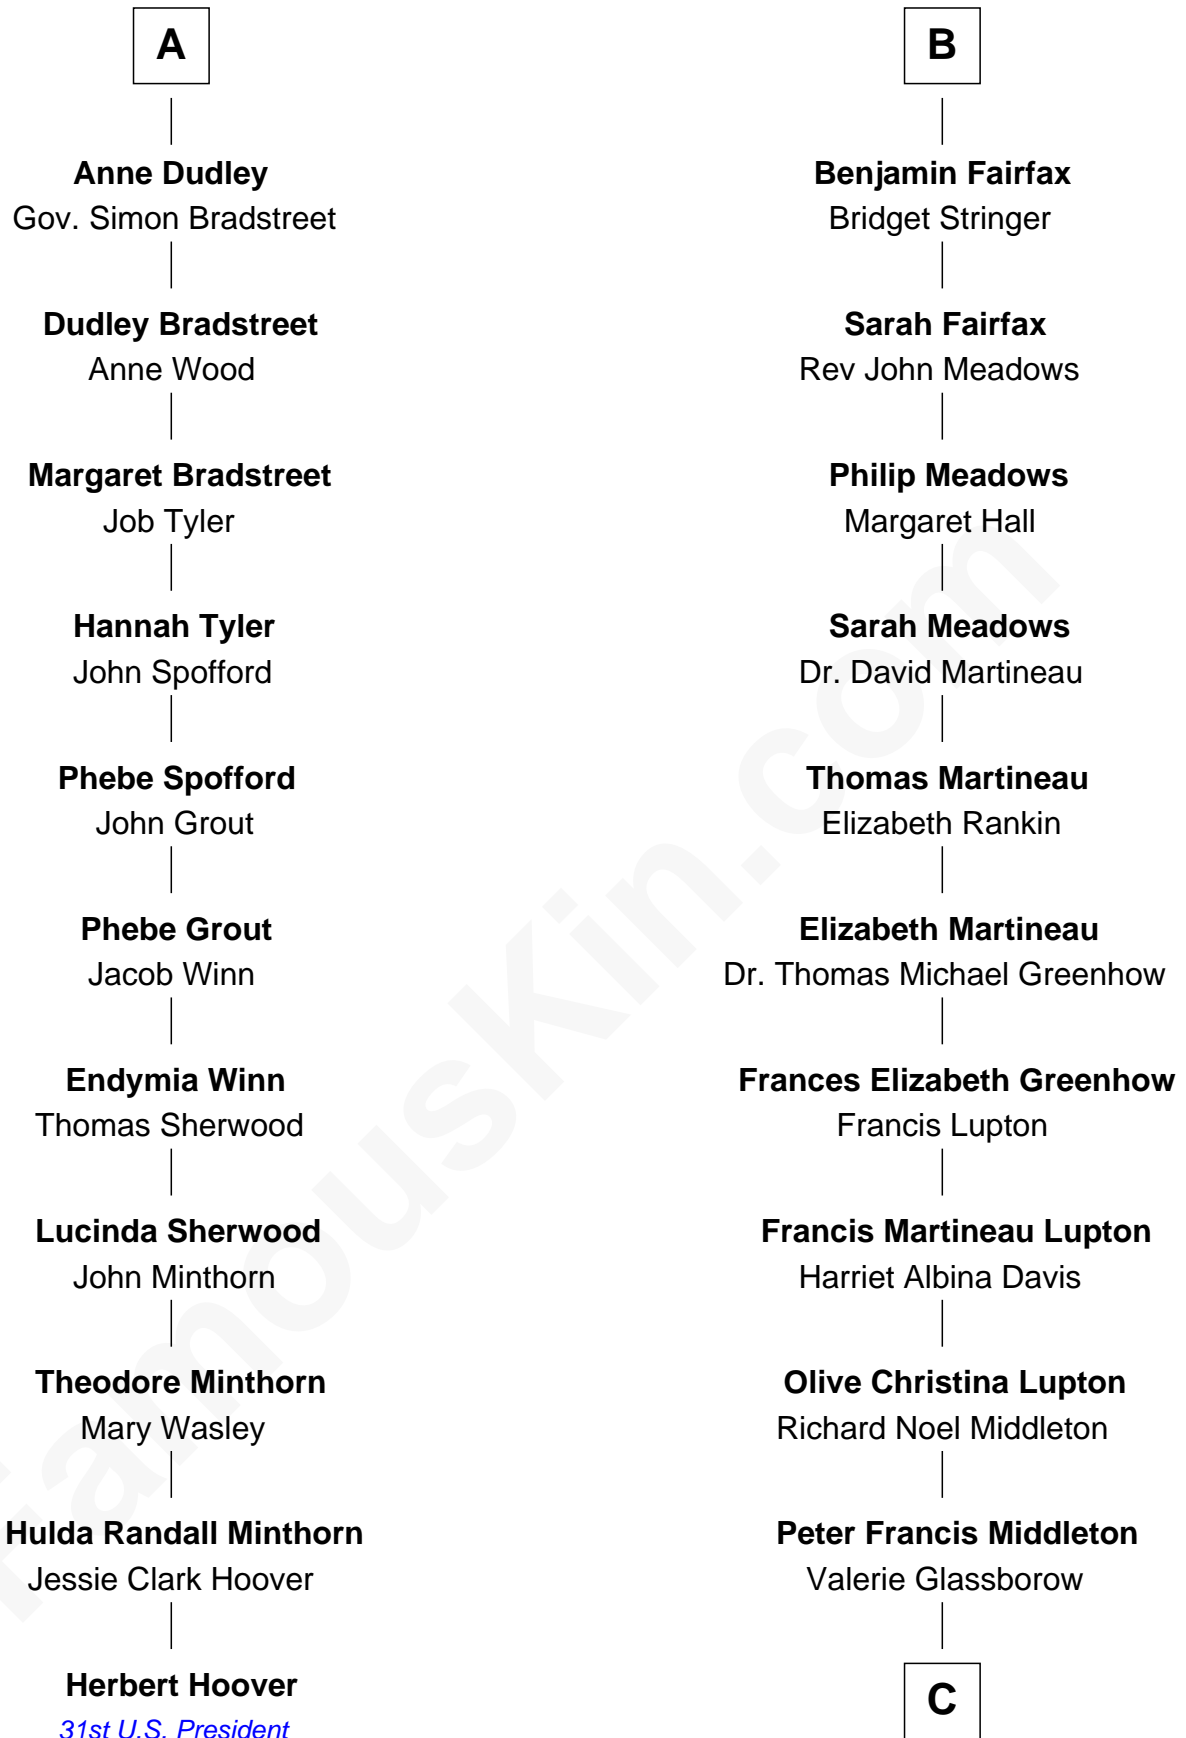 A
Anne Dudley
Gov. Simon Bradstreet
Dudley Bradstreet
Anne Wood
Margaret Bradstreet
Job Tyler
Hannah Tyler
John Spofford
Phebe Spofford
John Grout
Phebe Grout
Jacob Winn
Endymia Winn
Thomas Sherwood
Lucinda Sherwood
John Minthorn
Theodore Minthorn
Mary Wasley
Hulda Randall Minthorn
Jessie Clark Hoover
Herbert Hoover
31st U.S. President
B
Benjamin Fairfax
Bridget Stringer
Sarah Fairfax
Rev John Meadows
Philip Meadows
Margaret Hall
Sarah Meadows
Dr. David Martineau
Thomas Martineau
Elizabeth Rankin
Elizabeth Martineau
Dr. Thomas Michael Greenhow
Frances Elizabeth Greenhow
Francis Lupton
Francis Martineau Lupton
Harriet Albina Davis
Olive Christina Lupton
Richard Noel Middleton
Peter Francis Middleton
Valerie Glassborow
C
FamousKin.com